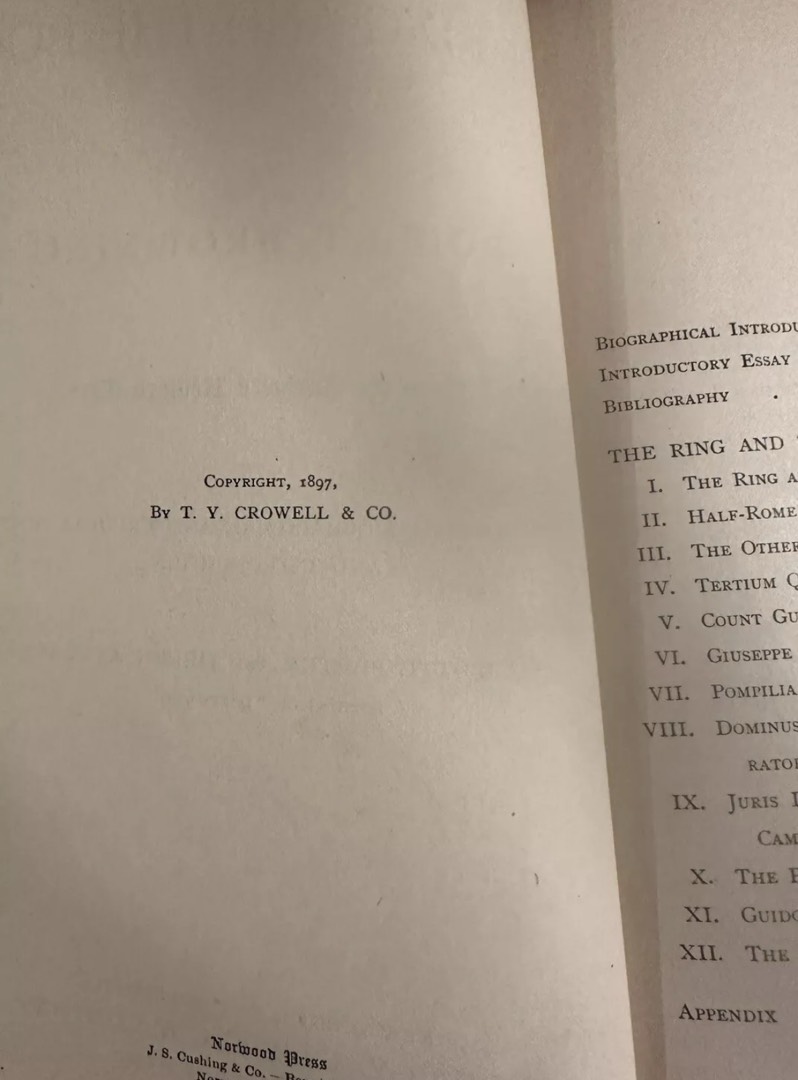 COPYRIGHT, 1897,
BY T. Y. CROWELL & CO.
Norwood Press
J. S. Cushing & Co. —
BIOGRAPHICAL
INTRODUCTORY ESSAY
BIBLIOGRAPHY .
THE RING AND
I. THE RING
II. HALF-ROME
III. THE OTHER
IV. TERTIUM
V. COUNT
VI. GIUSEPPE
VII. POMPILIA
VIII. DOMINUS
IX. JURIS
X. THE
XI. GUIDO
XII. THE
APPENDIX